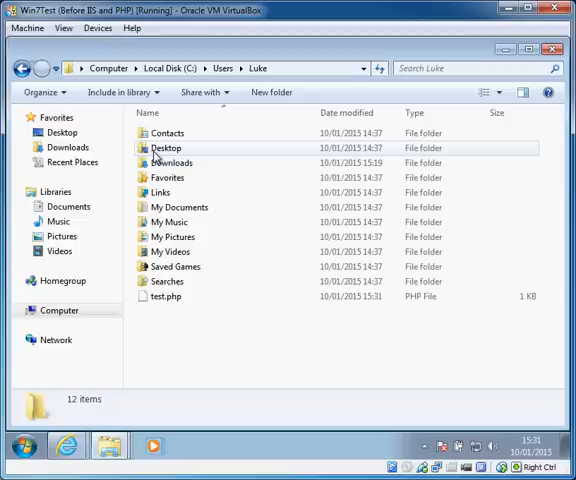 Win7Test (Before IIS and PHP) [Running] - Oracle VM VirtualBox
Machine View Devices Help
Computer Local Disk (C:) Users Luke
Search Luke
Organize Include in library Share with New folder
Name Date modified Type Size
Favorites
Desktop
Downloads
Recent Places
Libraries
Documents
Music
Pictures
Videos
Homegroup
Computer
Network
Contacts 10/01/2015 14:37 File folder
Desktop 10/01/2015 14:37 File folder
Downloads 10/01/2015 15:19 File folder
Favorites 10/01/2015 14:37 File folder
Links 10/01/2015 14:37 File folder
My Documents 10/01/2015 14:37 File folder
My Music 10/01/2015 14:37 File folder
My Pictures 10/01/2015 14:37 File folder
My Videos 10/01/2015 14:37 File folder
Saved Games 10/01/2015 14:37 File folder
Searches 10/01/2015 14:37 File folder
test.php 10/01/2015 15:31 PHP File 1 KB
12 items
15:31
10/01/2015
Right Ctrl